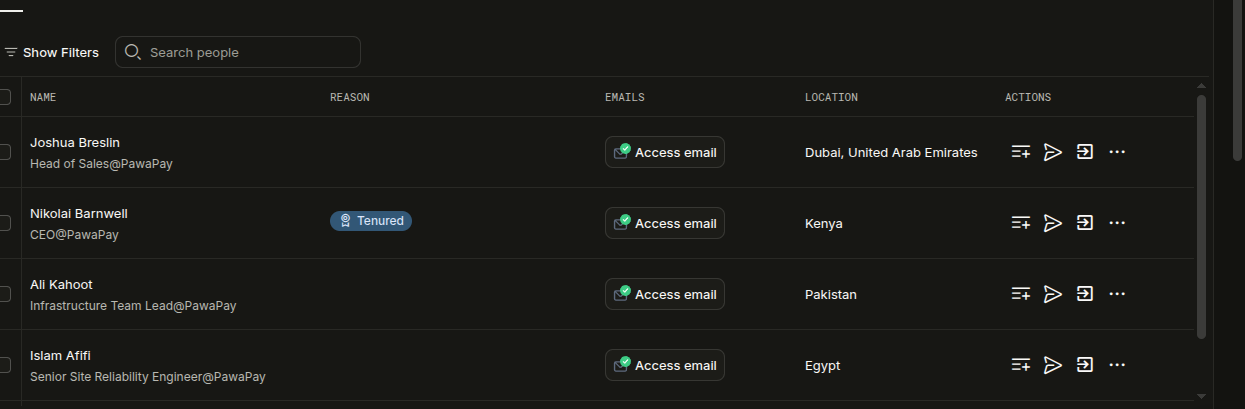 Show Filters
Search people
NAME REASON EMAILS LOCATION ACTIONS
Joshua Breslin
Head of Sales@PawaPay
Access email
Dubai, United Arab Emirates
Nikolai Barnwell
CEO@PawaPay
Tenured
Access email
Kenya
Ali Kahoot
Infrastructure Team Lead@PawaPay
Access email
Pakistan
Islam Afifi
Senior Site Reliability Engineer@PawaPay
Access email
Egypt